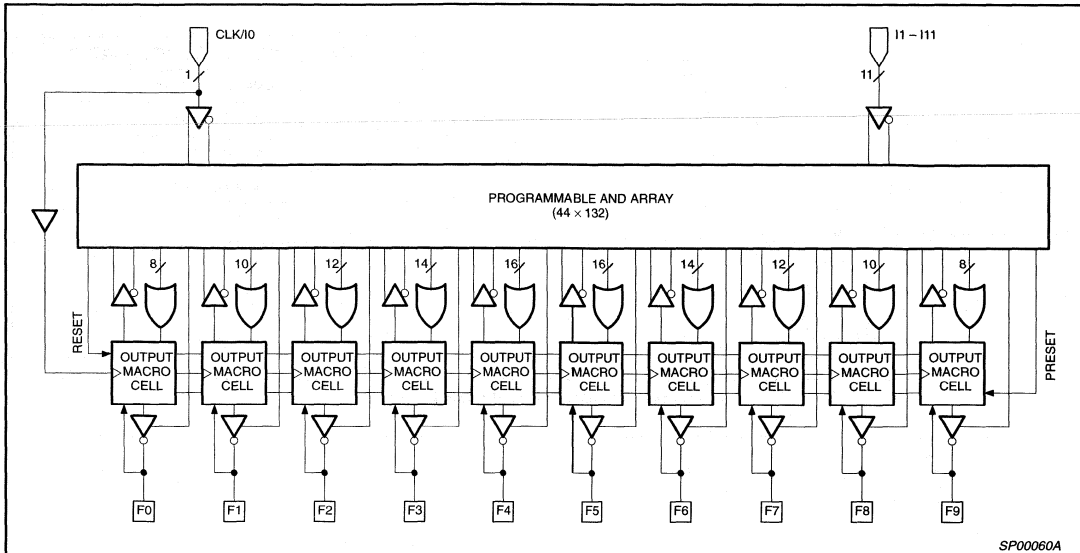 CLK/I0
I1 – I11
1
11
PROGRAMMABLE AND ARRAY
(44 × 132)
8
10
12
14
16
16
14
12
10
8
RESET
PRESET
OUTPUT
MACRO
CELL
OUTPUT
MACRO
CELL
OUTPUT
MACRO
CELL
OUTPUT
MACRO
CELL
OUTPUT
MACRO
CELL
OUTPUT
MACRO
CELL
OUTPUT
MACRO
CELL
OUTPUT
MACRO
CELL
OUTPUT
MACRO
CELL
OUTPUT
MACRO
CELL
F0
F1
F2
F3
F4
F5
F6
F7
F8
F9
SP00060A